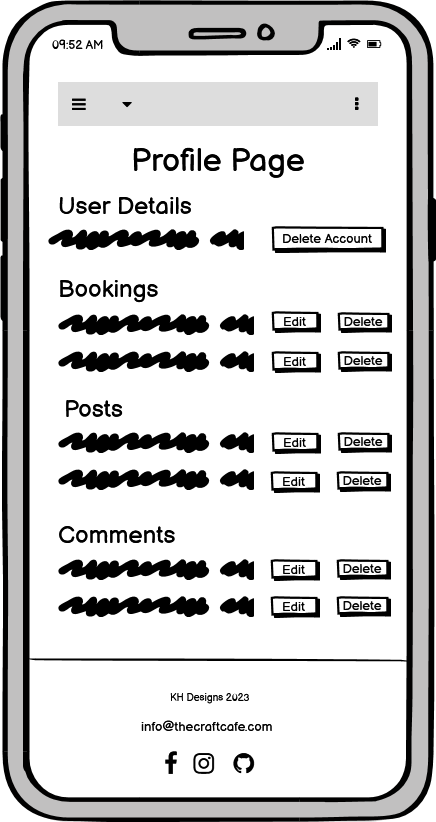 09:52 AM
Profile Page
User Details
Delete Account
Bookings
Edit Delete
Edit Delete
Posts
Edit Delete
Edit Delete
Comments
Edit Delete
Edit Delete
KH Designs 2023
info@thecraftcafe.com